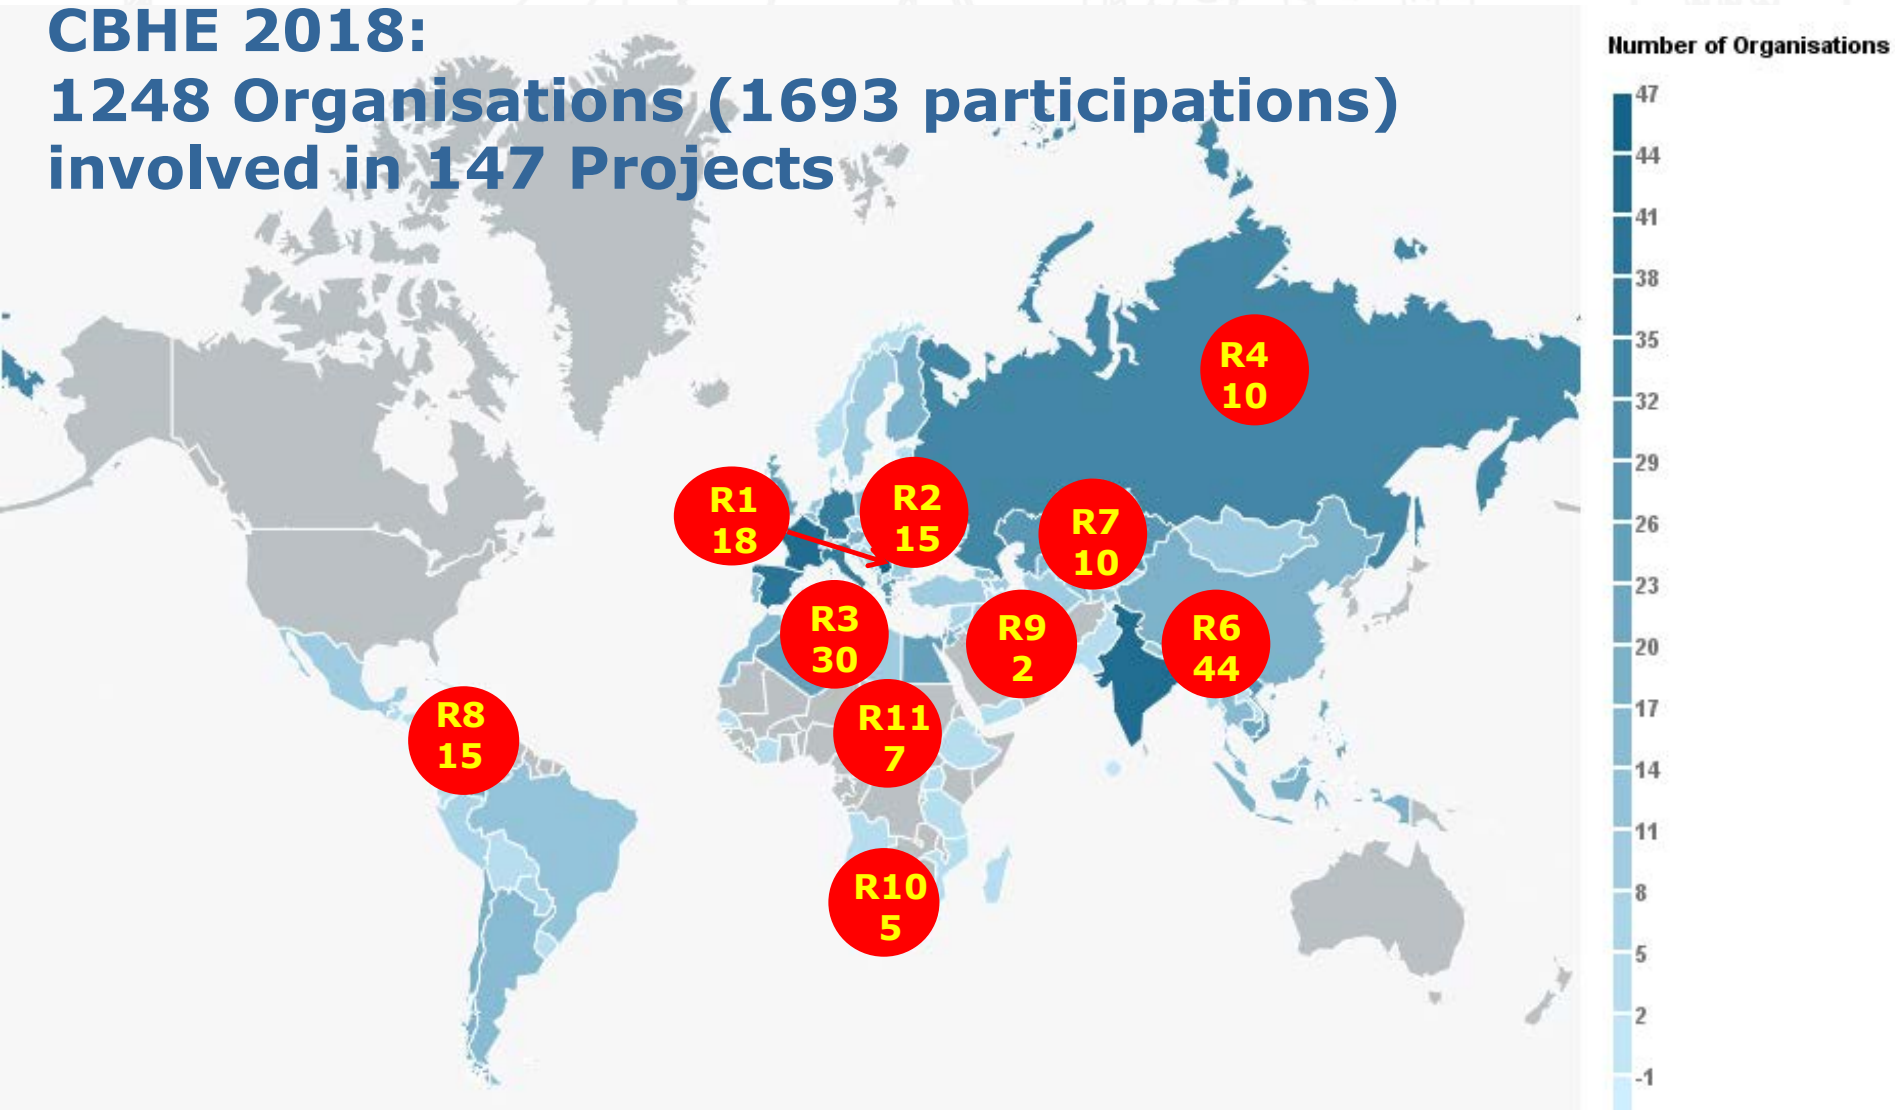 CBHE 2018:
1248 Organisations (1693 participations)
involved in 147 Projects
Number of Organisations
47
44
41
38
35
32
29
26
23
20
17
14
11
8
5
2
-1
R4
10
R1
18
R2
15
R7
10
R3
30
R9
2
R6
44
R8
15
R11
7
R10
5